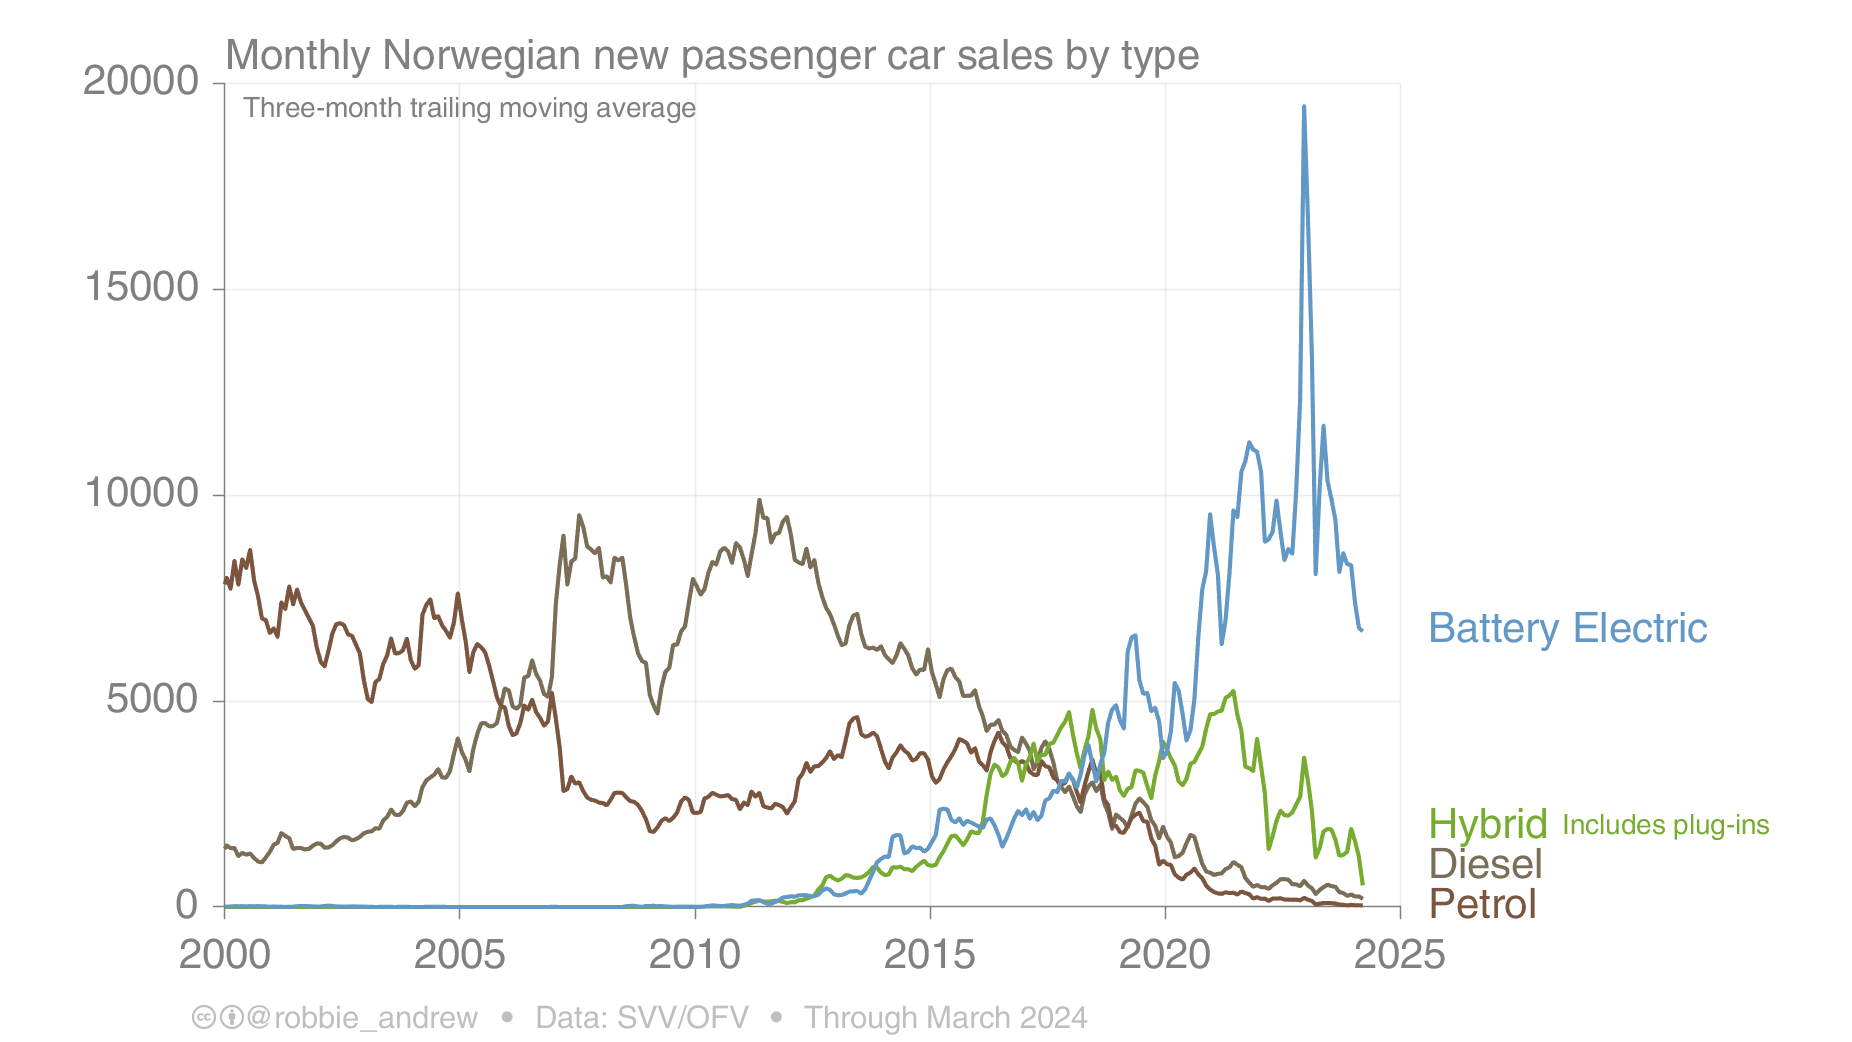 Monthly Norwegian new passenger car sales by type
Three-month trailing moving average
20000
15000
10000
5000
0
2000 2005 2010 2015 2020 2025
Battery Electric
Hybrid Includes plug-ins
Diesel
Petrol
cc @robbie_andrew • Data: SVV/OFV • Through March 2024